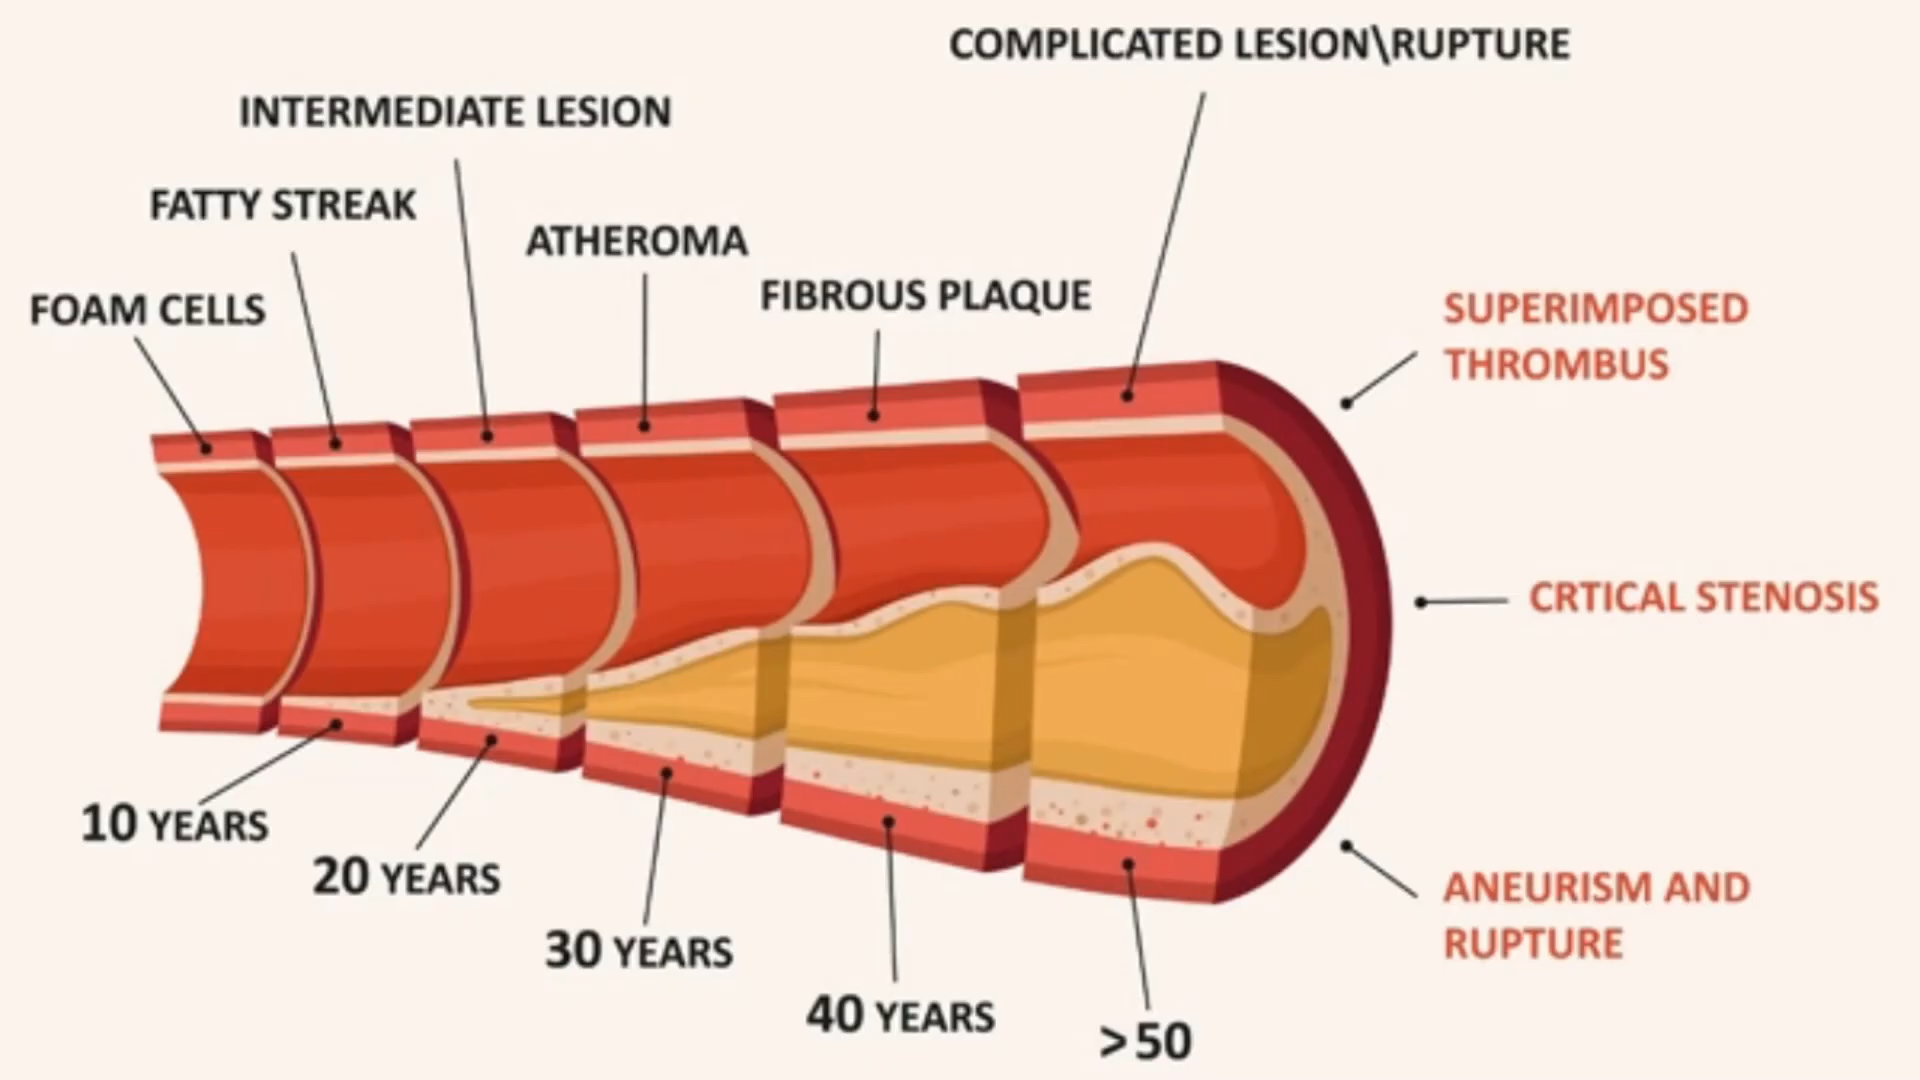 COMPLICATED LESION\RUPTURE
INTERMEDIATE LESION
FATTY STREAK
ATHEROMA
FIBROUS PLAQUE
FOAM CELLS
SUPERIMPOSED
THROMBUS
CRTICAL STENOSIS
10 YEARS
20 YEARS
30 YEARS
40 YEARS
>50
ANEURISM AND
RUPTURE